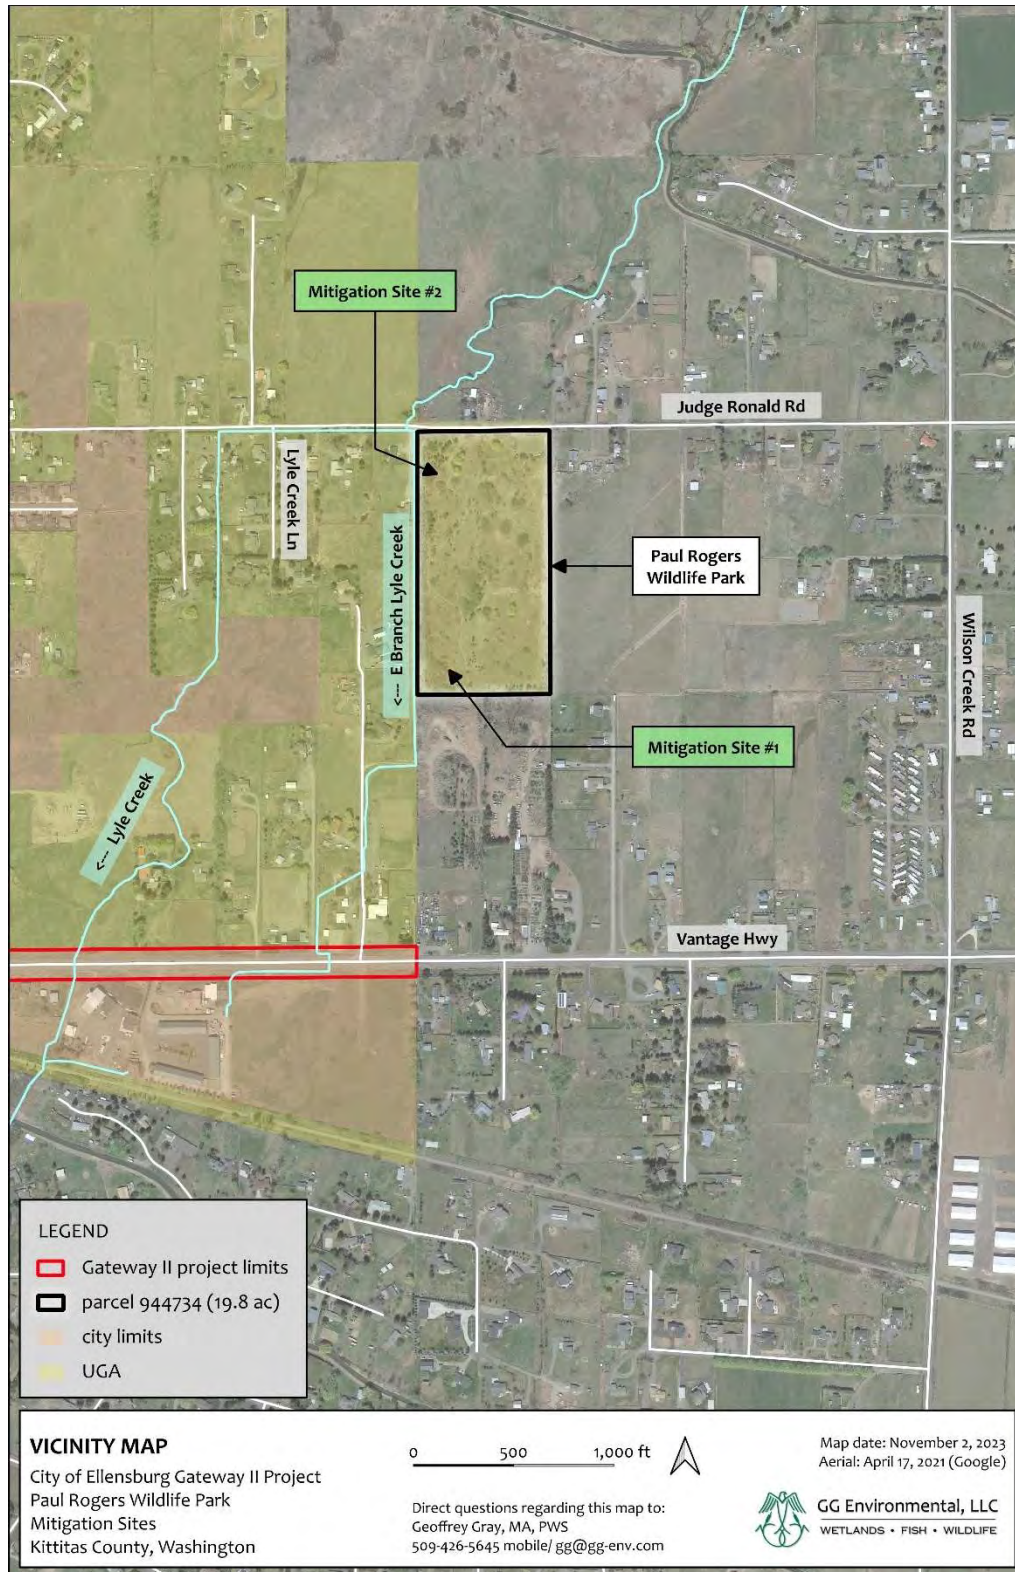 Mitigation Site #2
Judge Ronald Rd
Lyle Creek Ln
<--- E Branch Lyle Creek
Paul Rogers
Wildlife Park
Wilson Creek Rd
Mitigation Site #1
<--- Lyle Creek
Vantage Hwy
LEGEND
Gateway II project limits
parcel 944734 (19.8 ac)
city limits
UGA
VICINITY MAP
City of Ellensburg Gateway II Project
Paul Rogers Wildlife Park
Mitigation Sites
Kittitas County, Washington
0 500 1,000 ft
Direct questions regarding this map to:
Geoffrey Gray, MA, PWS
509-426-5645 mobile/ gg@gg-env.com
Map date: November 2, 2023
Aerial: April 17, 2021 (Google)
GG Environmental, LLC
WETLANDS • FISH • WILDLIFE